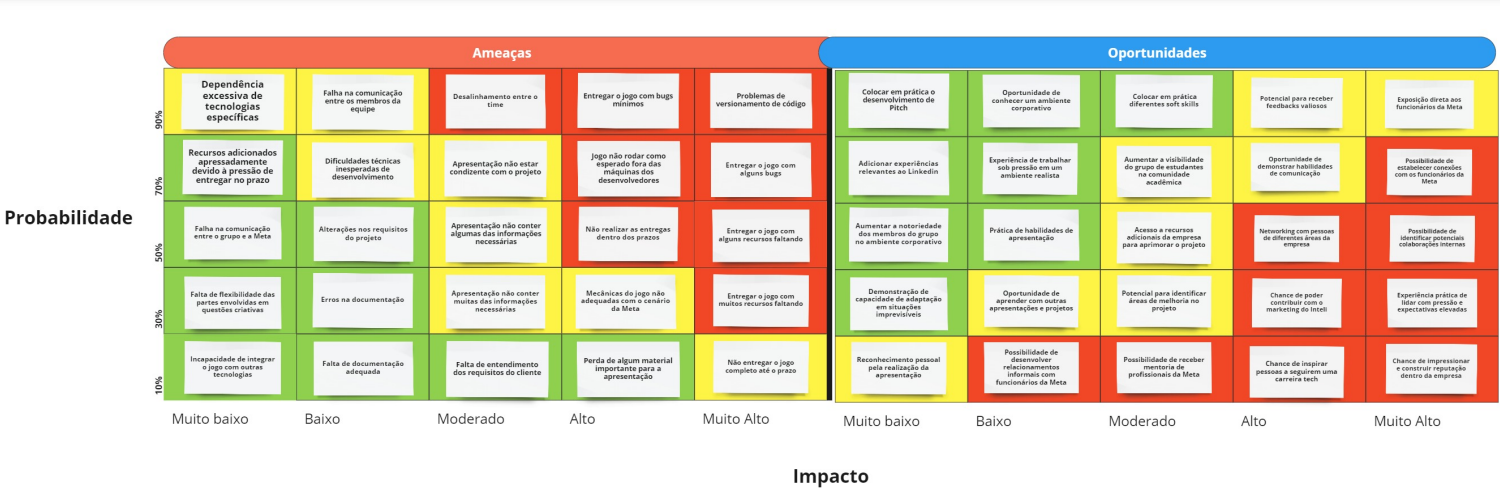 Ameaças
Oportunidades
Probabilidade
90%
Dependência
excessiva de
tecnologias
específicas
Falha na comunicação
entre os membros da
equipe
Desalinhamento entre o
time
Entregar o jogo com bugs
mínimos
Problemas de
versionamento de código
Colocar em prática o
desenvolvimento de
Pitch
Oportunidade de
conhecer um ambiente
corporativo
Colocar em prática
diferentes soft skills
Potencial para receber
feedbacks valiosos
Exposição direta aos
funcionários da Meta
70%
Recursos adicionados
apressadamente
devido à pressão de
entregar no prazo
Dificuldades técnicas
inesperadas de
desenvolvimento
Apresentação não estar
condizente com o projeto
Jogo não rodar como
esperado fora das
máquinas dos
desenvolvedores
Entregar o jogo com
alguns bugs
Adicionar experiências
relevantes ao Linkedin
Experiência de trabalhar
sob pressão em um
ambiente realista
Aumentar a visibilidade
do grupo de estudantes
na comunidade
acadêmica
Oportunidade de
demonstrar habilidades
de comunicação
Possibilidade de
estabelecer conexões
com os funcionários da
Meta
50%
Falha na comunicação
entre o grupo e a Meta
Alterações nos requisitos
do projeto
Apresentação não conter
algumas das informações
necessárias
Não realizar as entregas
dentro dos prazos
Entregar o jogo com
alguns recursos faltando
Aumentar a notoriedade
dos membros do grupo
no ambiente corporativo
Prática de habilidades de
apresentação
Acesso a recursos
adicionais da empresa
para aprimorar o projeto
Networking com pessoas
de diferentes áreas da
empresa
Possibilidade de
identificar potenciais
colaborações internas
30%
Falta de flexibilidade das
partes envolvidas em
questões criativas
Erros na documentação
Apresentação não conter
muitas das informações
necessárias
Mecânicas do jogo não
adequadas com o cenário
da Meta
Entregar o jogo com
muitos recursos faltando
Demonstração de
capacidade de adaptação
em situações
imprevisíveis
Oportunidade de
aprender com outras
apresentações e projetos
Potencial para identificar
áreas de melhoria no
projeto
Chance de poder
contribuir com o
marketing do Inteli
Experiência prática de
lidar com pressão e
expectativas elevadas
10%
Incapacidade de integrar
o jogo com outras
tecnologias
Falta de documentação
adequada
Falta de entendimento
dos requisitos do cliente
Perda de algum material
importante para a
apresentação
Não entregar o jogo
completo até o prazo
Reconhecimento pessoal
pela realização da
apresentação
Possibilidade de
desenvolver
relacionamentos
informais com
funcionários da Meta
Possibilidade de receber
mentoria de
profissionais da Meta
Chance de inspirar
pessoas a seguirem uma
carreira tech
Chance de impressionar
e construir reputação
dentro da empresa
Muito baixo
Baixo
Moderado
Alto
Muito Alto
Muito baixo
Baixo
Moderado
Alto
Muito Alto
Impacto